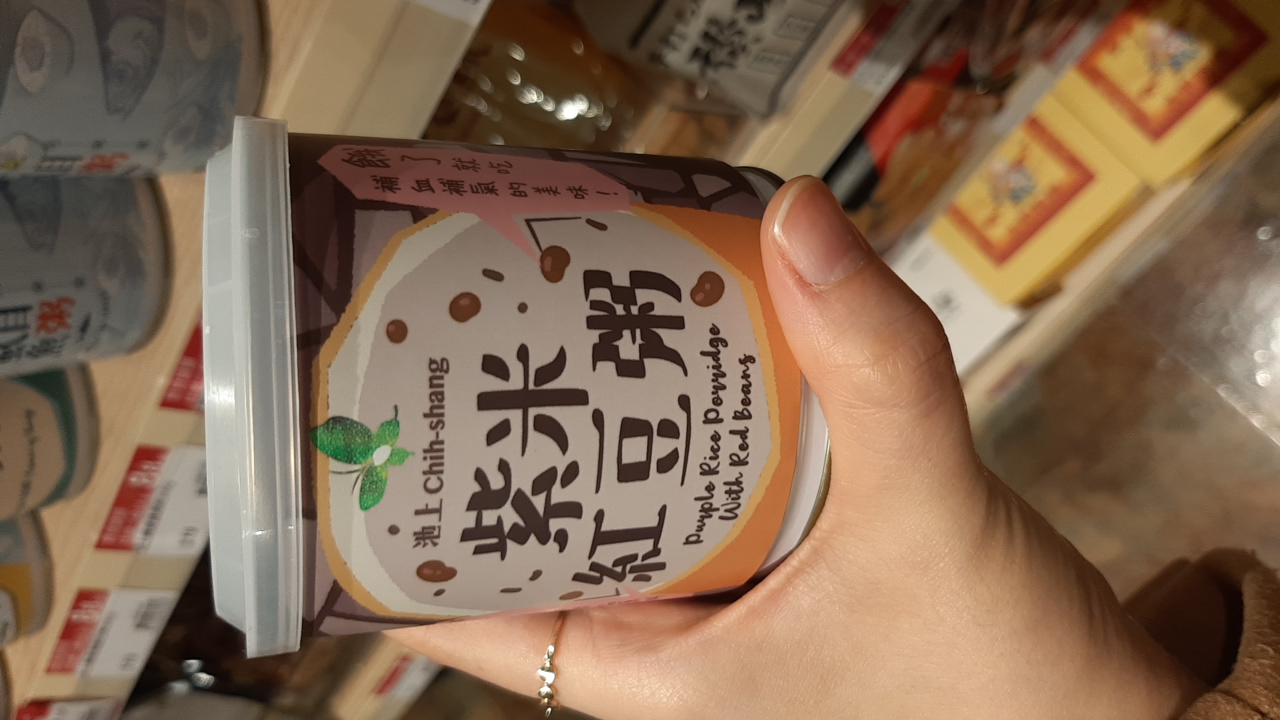 餓了就吃
補血補氣的美味！
池上 Chih-shang
紫米
紅豆粥
Purple Rice Porridge
With Red Beans